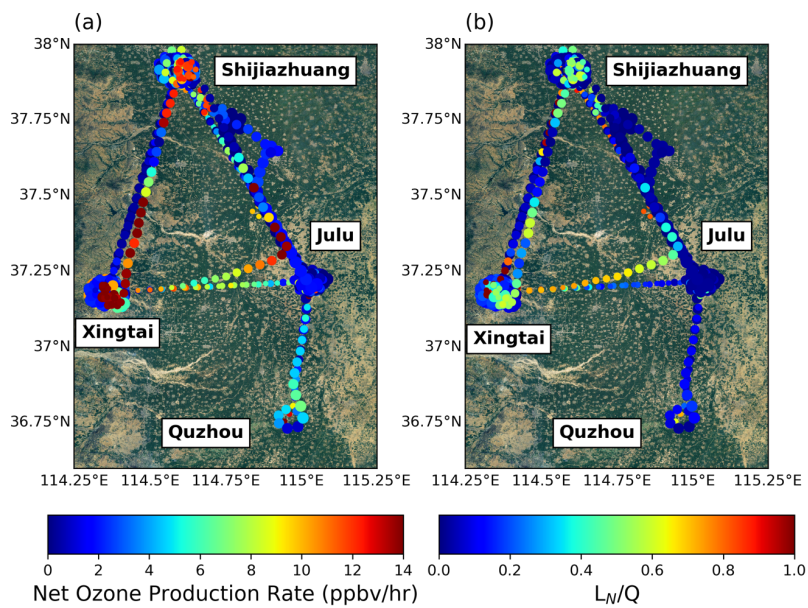 (a)
(b)
38°N
37.75°N
37.5°N
37.25°N
37°N
36.75°N
114.25°E
114.5°E
114.75°E
115°E
115.25°E
Shijiazhuang
Julu
Xingtai
Quzhou
38°N
37.75°N
37.5°N
37.25°N
37°N
36.75°N
114.25°E
114.5°E
114.75°E
115°E
115.25°E
Shijiazhuang
Julu
Xingtai
Quzhou
0 2 4 6 8 10 12 14
Net Ozone Production Rate (ppbv/hr)
0.0 0.2 0.4 0.6 0.8 1.0
L_N/Q